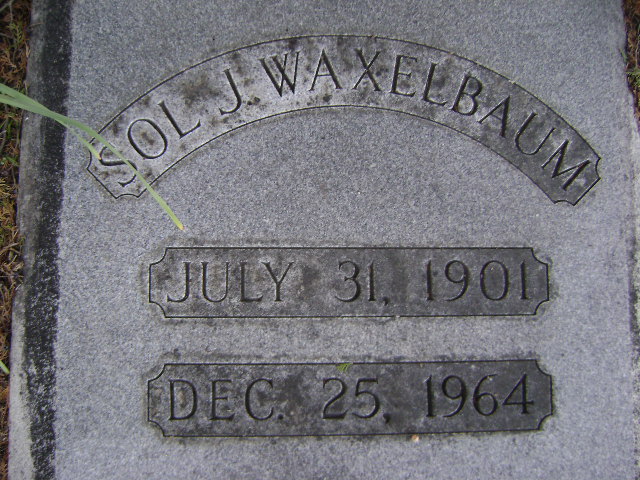 SOL J. WAXELBAUM
JULY 31, 1901
DEC. 25, 1964